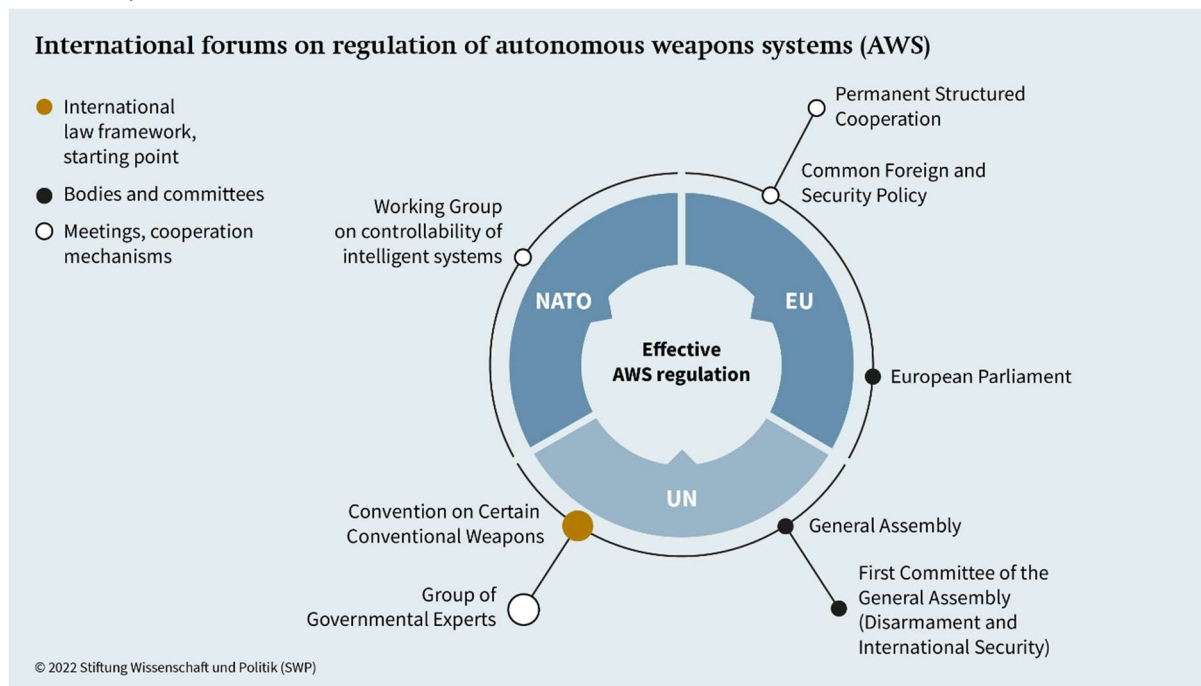 International forums on regulation of autonomous weapons systems (AWS)
International
law framework,
starting point
Bodies and committees
Meetings, cooperation
mechanisms
Permanent Structured
Cooperation
Common Foreign and
Security Policy
Working Group
on controllability of
intelligent systems
NATO
EU
Effective
AWS regulation
European Parliament
UN
Convention on Certain
Conventional Weapons
General Assembly
Group of
Governmental Experts
First Committee of the
General Assembly
(Disarmament and
International Security)
© 2022 Stiftung Wissenschaft und Politik (SWP)